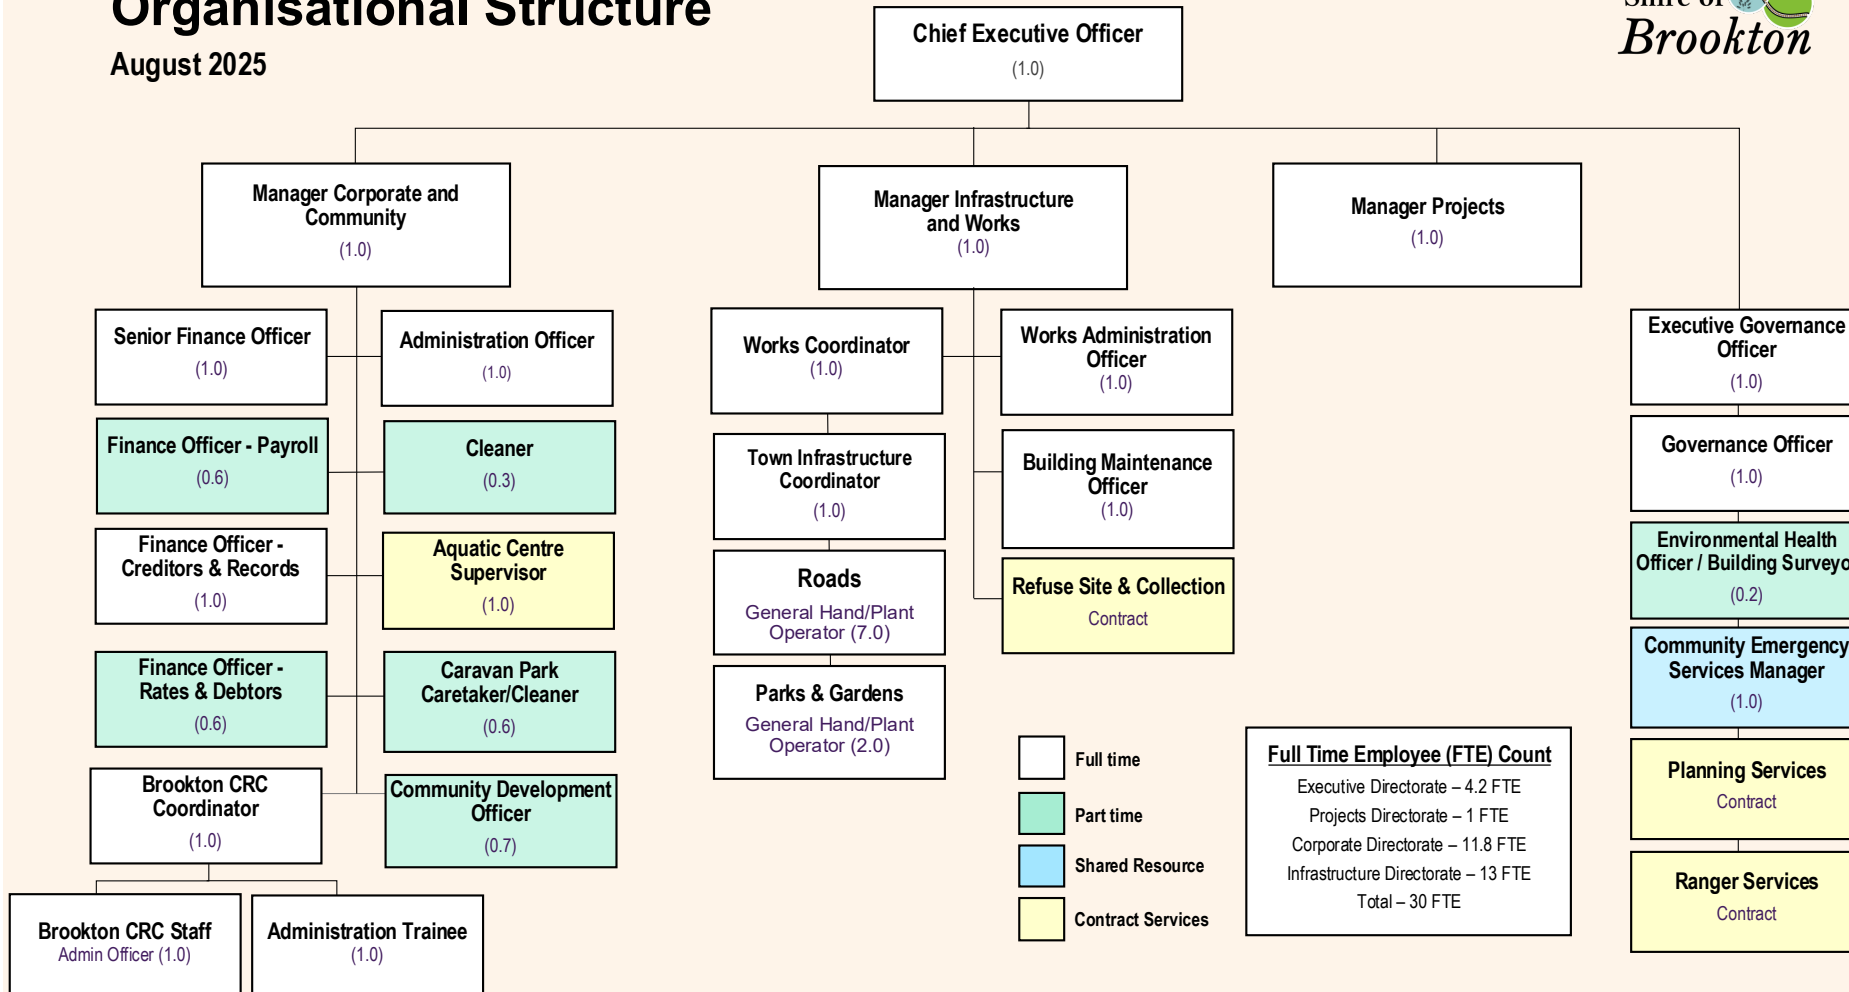 Organisational Structure
August 2025
Shire of
Brookton
Chief Executive Officer
(1.0)
Manager Corporate and
Community
(1.0)
Manager Infrastructure
and Works
(1.0)
Manager Projects
(1.0)
Senior Finance Officer
(1.0)
Administration Officer
(1.0)
Finance Officer - Payroll
(0.6)
Cleaner
(0.3)
Finance Officer -
Creditors & Records
(1.0)
Aquatic Centre
Supervisor
(1.0)
Finance Officer -
Rates & Debtors
(0.6)
Caravan Park
Caretaker/Cleaner
(0.6)
Brookton CRC
Coordinator
(1.0)
Community Development
Officer
(0.7)
Brookton CRC Staff
Admin Officer (1.0)
Administration Trainee
(1.0)
Works Coordinator
(1.0)
Works Administration
Officer
(1.0)
Town Infrastructure
Coordinator
(1.0)
Building Maintenance
Officer
(1.0)
Roads
General Hand/Plant
Operator (7.0)
Refuse Site & Collection
Contract
Parks & Gardens
General Hand/Plant
Operator (2.0)
Executive Governance
Officer
(1.0)
Governance Officer
(1.0)
Environmental Health
Officer / Building Surveyo
(0.2)
Community Emergency
Services Manager
(1.0)
Planning Services
Contract
Ranger Services
Contract
Full time
Part time
Shared Resource
Contract Services
Full Time Employee (FTE) Count
Executive Directorate – 4.2 FTE
Projects Directorate – 1 FTE
Corporate Directorate – 11.8 FTE
Infrastructure Directorate – 13 FTE
Total – 30 FTE